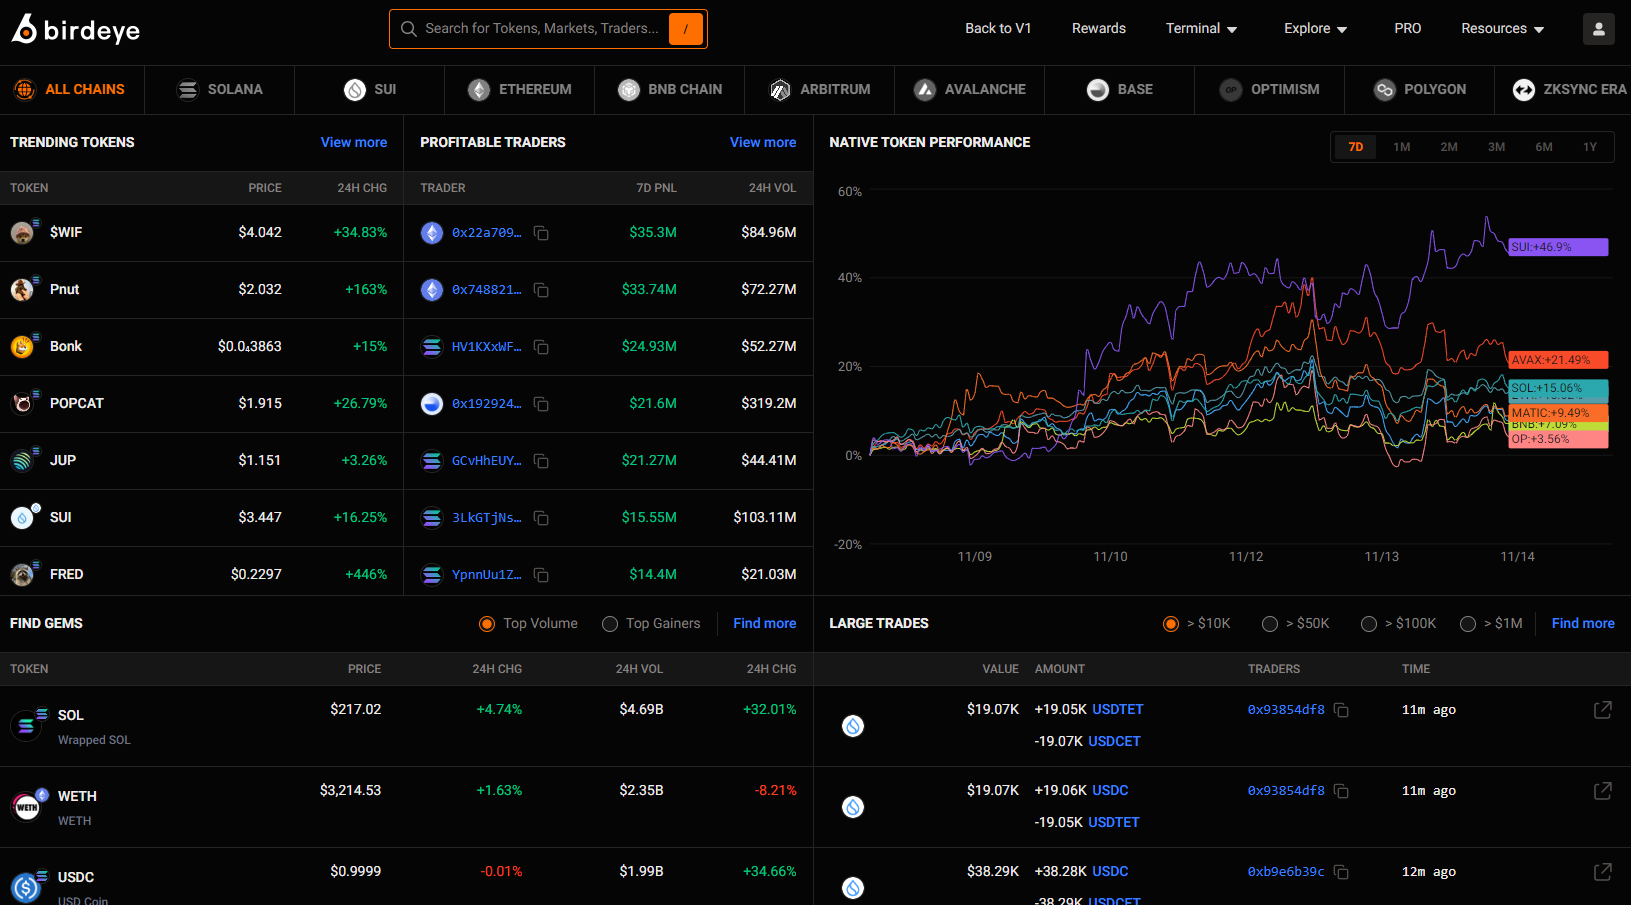 birdeye
Search for Tokens, Markets, Traders... /
Back to V1 Rewards Terminal Explore PRO Resources
ALL CHAINS SOLANA SUI ETHEREUM BNB CHAIN ARBITRUM AVALANCHE BASE OPTIMISM POLYGON ZKSYNC ERA
TRENDING TOKENS View more
TOKEN PRICE 24H CHG
$WIF $4.042 +34.83%
Pnut $2.032 +163%
Bonk $0.0₄3863 +15%
POPCAT $1.915 +26.79%
JUP $1.151 +3.26%
SUI $3.447 +16.25%
FRED $0.2297 +446%
PROFITABLE TRADERS View more
TRADER 7D PNL 24H VOL
0x22a709... $35.3M $84.96M
0x748821... $33.74M $72.27M
HV1KXxWF... $24.93M $52.27M
0x192924... $21.6M $319.2M
GCvHhEUY... $21.27M $44.41M
3LkGTjNs... $15.55M $103.11M
YpnnUu1Z... $14.4M $21.03M
NATIVE TOKEN PERFORMANCE
7D 1M 2M 3M 6M 1Y
60%
40%
20%
0%
-20%
SUI:+46.9%
AVAX:+21.49%
SOL:+15.06%
MATIC:+9.49%
BNB:+7.09%
OP:+3.56%
11/09 11/10 11/12 11/13 11/14
FIND GEMS Top Volume Top Gainers Find more
TOKEN PRICE 24H CHG 24H VOL 24H CHG
SOL $217.02 +4.74% $4.69B +32.01%
Wrapped SOL
WETH $3,214.53 +1.63% $2.35B -8.21%
WETH
WETH
USDC $0.9999 -0.01% $1.99B +34.66%
USD Coin
LARGE TRADES > $10K > $50K > $100K > $1M Find more
VALUE AMOUNT TRADERS TIME
$19.07K +19.05K USDTET 0x93854df8 11m ago
-19.07K USDCET
$19.07K +19.06K USDC 0x93854df8 11m ago
-19.05K USDTET
$38.29K +38.28K USDC 0xb9e6b39c 12m ago
-38.29K USDCET